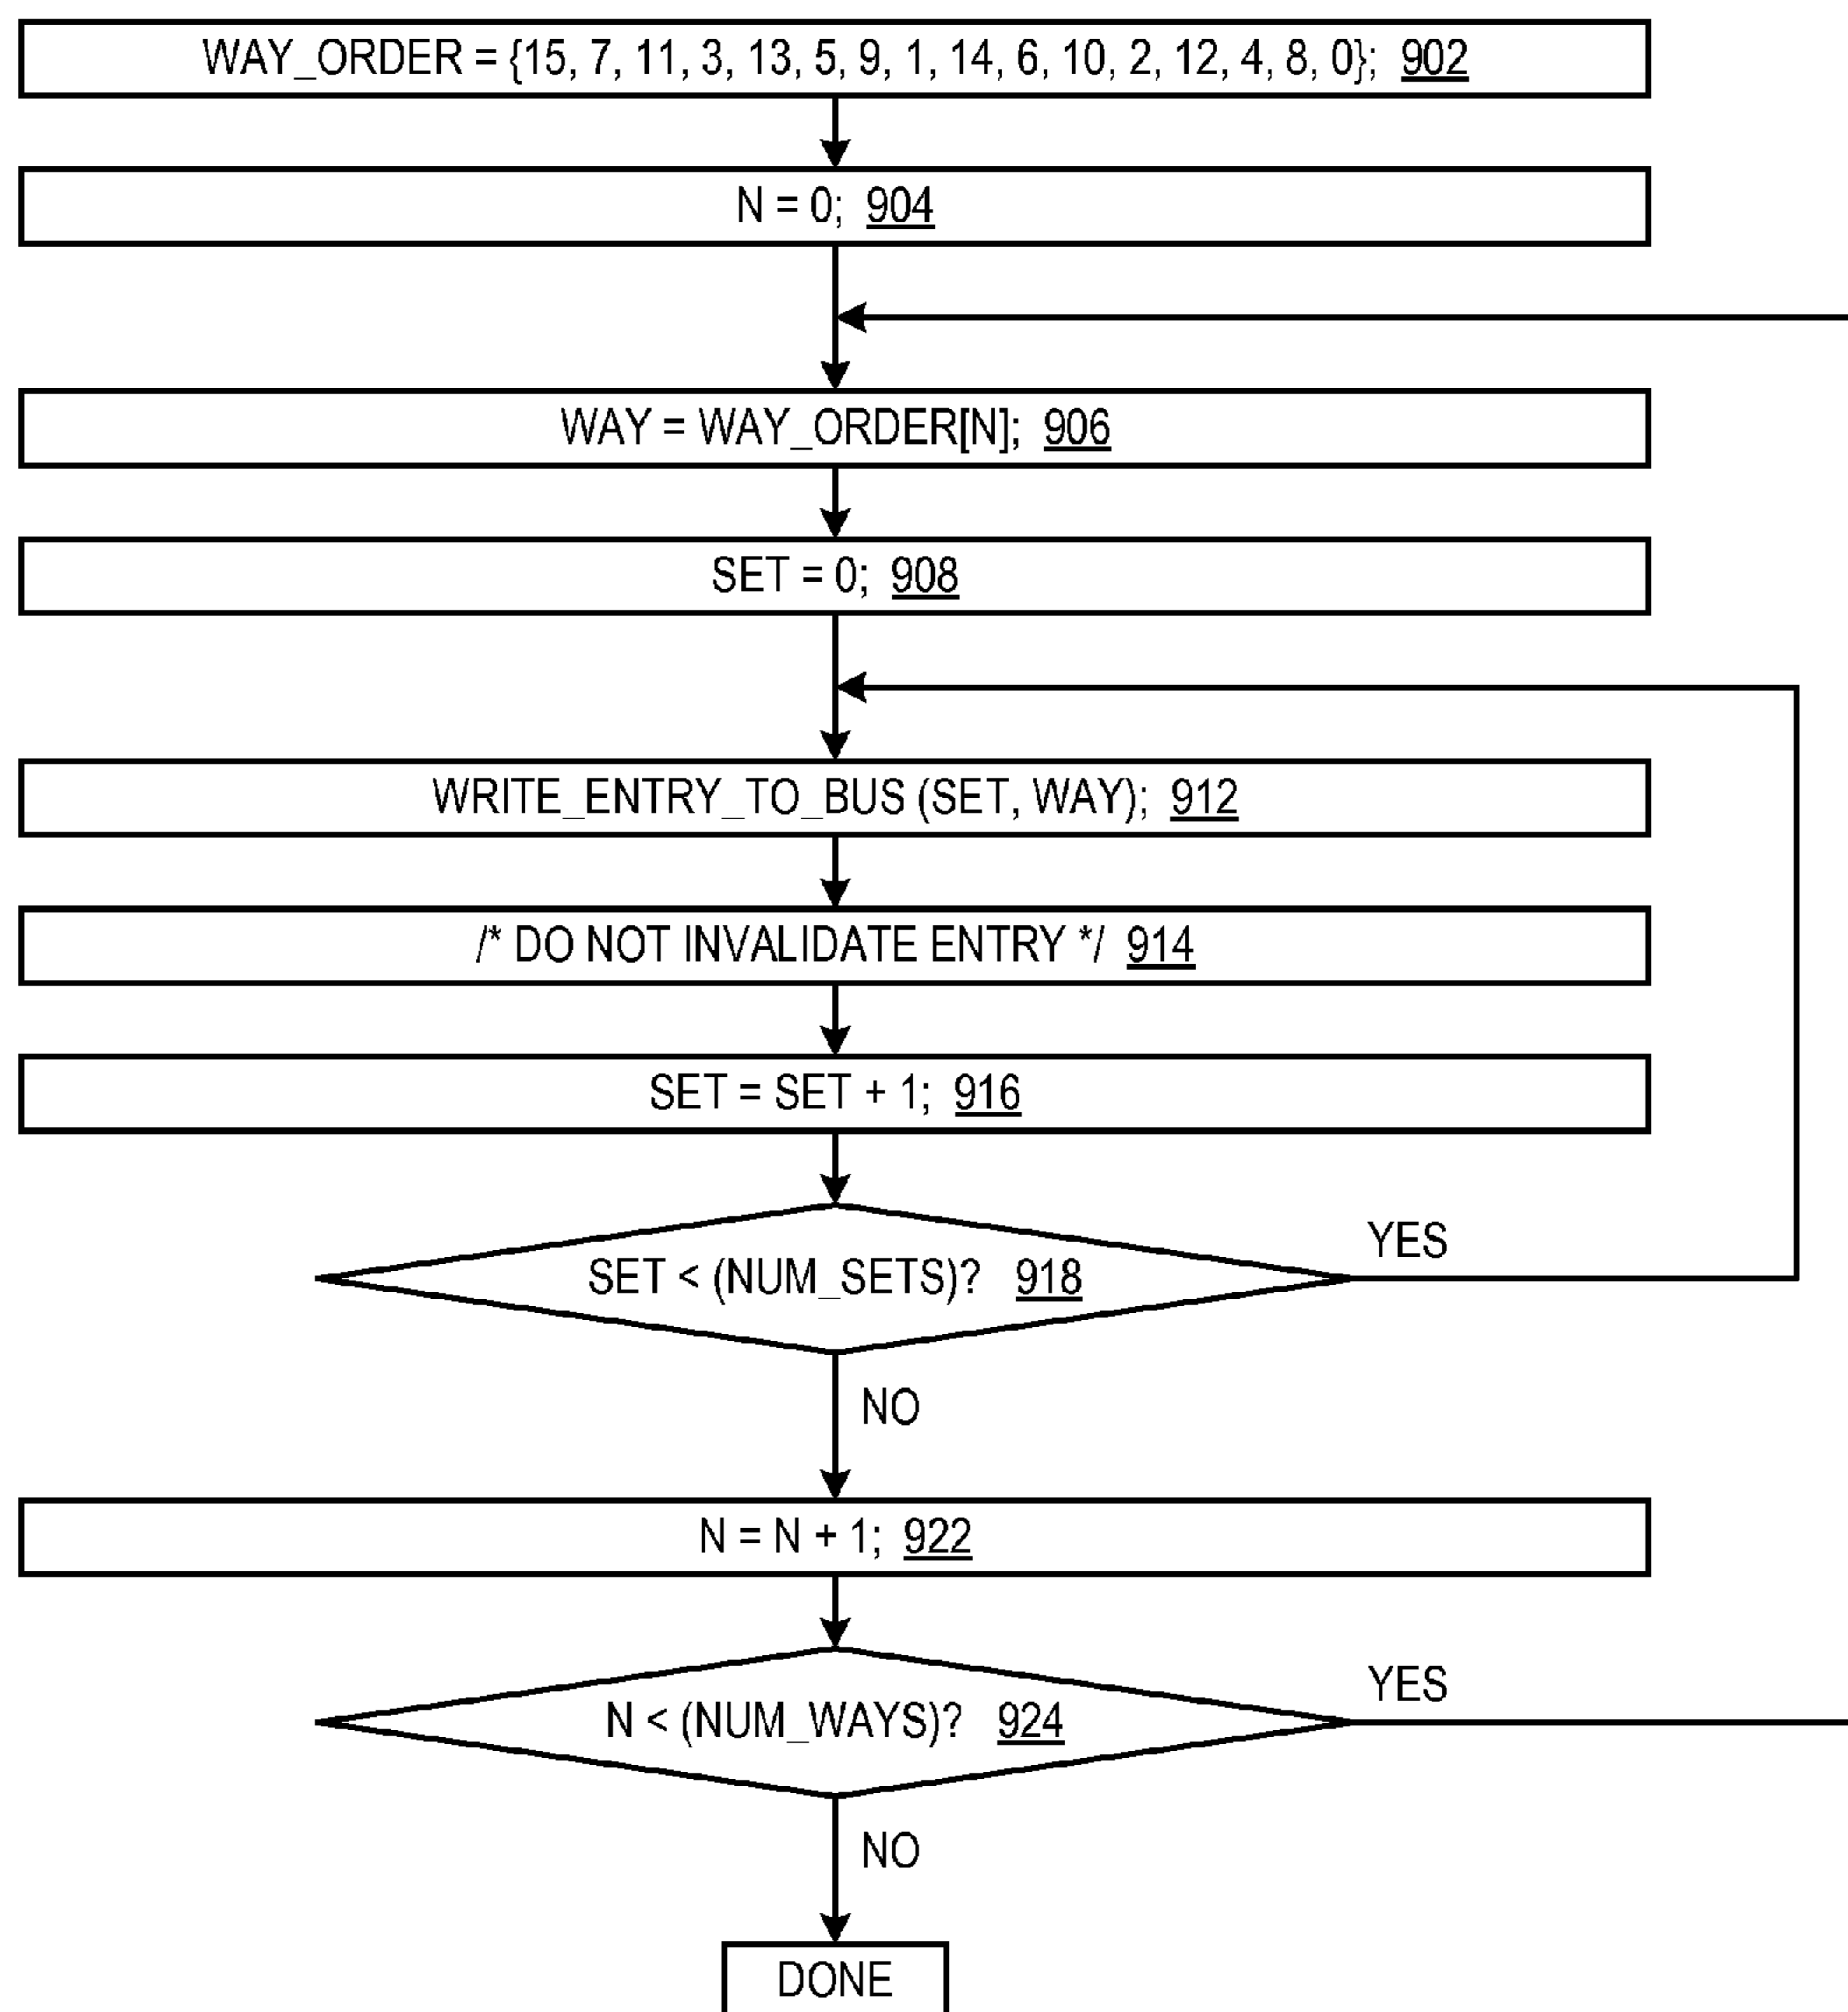 WAY_ORDER = {15, 7, 11, 3, 13, 5, 9, 1, 14, 6, 10, 2, 12, 4, 8, 0}; 902
N = 0; 904
WAY = WAY_ORDER[N]; 906
SET = 0; 908
WRITE_ENTRY_TO_BUS (SET, WAY); 912
/* DO NOT INVALIDATE ENTRY */ 914
SET = SET + 1; 916
YES
SET < (NUM_SETS)? 918
NO
N = N + 1; 922
YES
N < (NUM_WAYS)? 924
NO
DONE